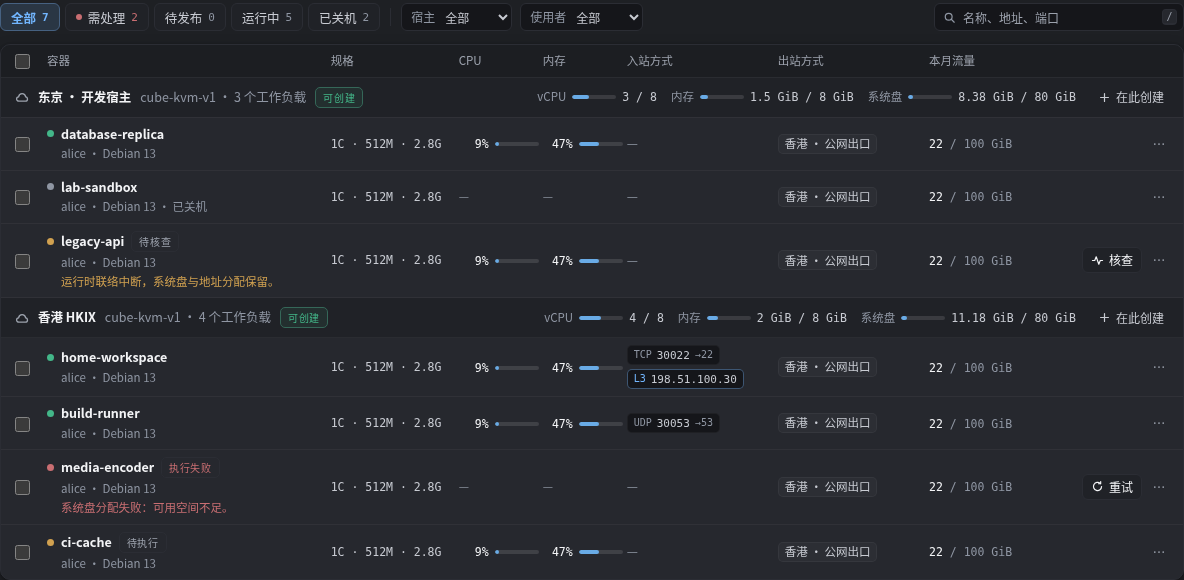 全部 7 需处理 2 待发布 0 运行中 5 已关机 2 宿主 全部 使用者 全部 名称、地址、端口 /
容器 规格 CPU 内存 入站方式 出站方式 本月流量
东京 · 开发宿主 cube-kvm-v1 · 3 个工作负载 可创建 vCPU 3 / 8 内存 1.5 GiB / 8 GiB 系统盘 8.38 GiB / 80 GiB + 在此创建
database-replica
alice · Debian 13
1C · 512M · 2.8G 9% 47% — 香港 · 公网出口 22 / 100 GiB ···
lab-sandbox
alice · Debian 13 · 已关机
1C · 512M · 2.8G — — — 香港 · 公网出口 22 / 100 GiB ···
legacy-api 待核查
alice · Debian 13
运行时联络中断，系统盘与地址分配保留。
1C · 512M · 2.8G 9% 47% — 香港 · 公网出口 22 / 100 GiB 核查 ···
香港 HKIX cube-kvm-v1 · 4 个工作负载 可创建 vCPU 4 / 8 内存 2 GiB / 8 GiB 系统盘 11.18 GiB / 80 GiB + 在此创建
home-workspace
alice · Debian 13
1C · 512M · 2.8G 9% 47%
TCP 30022 →22
L3 198.51.100.30
香港 · 公网出口 22 / 100 GiB ···
build-runner
alice · Debian 13
1C · 512M · 2.8G 9% 47% UDP 30053 →53 香港 · 公网出口 22 / 100 GiB ···
media-encoder 执行失败
alice · Debian 13
系统盘分配失败：可用空间不足。
1C · 512M · 2.8G — — — 香港 · 公网出口 22 / 100 GiB 重试 ···
ci-cache 待执行
alice · Debian 13
1C · 512M · 2.8G 9% 47% — 香港 · 公网出口 22 / 100 GiB ···